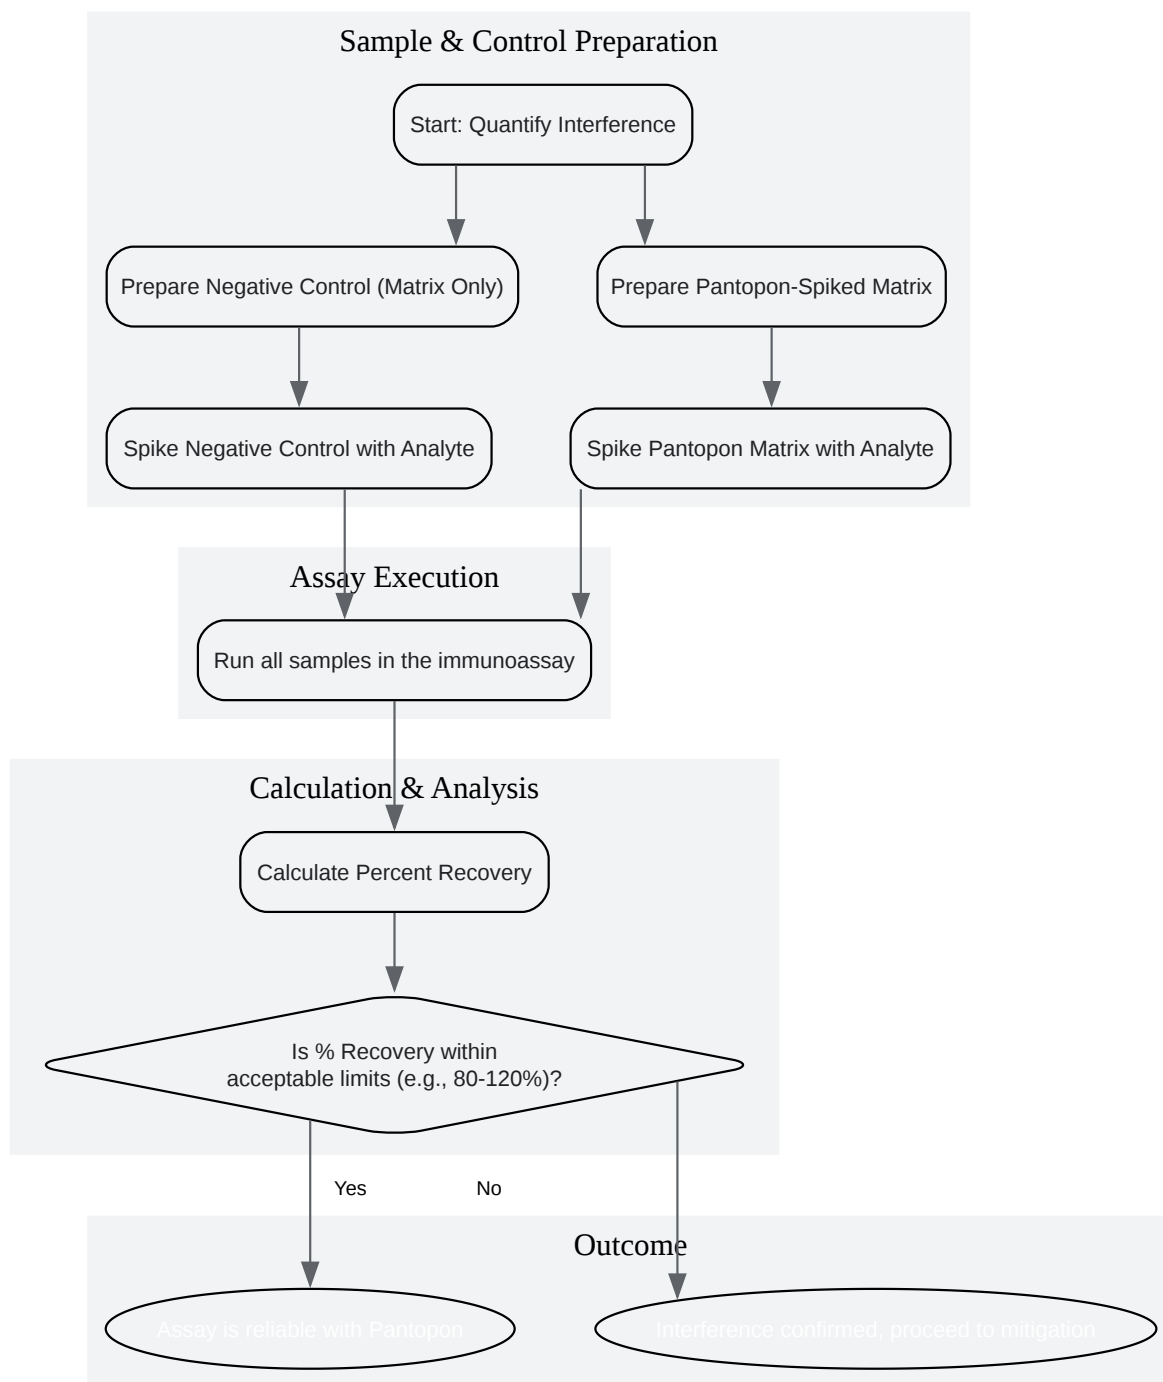 Sample & Control Preparation
Start: Quantify Interference
Prepare Negative Control (Matrix Only)
Prepare Pantopon-Spiked Matrix
Spike Negative Control with Analyte
Spike Pantopon Matrix with Analyte
Assay Execution
Run all samples in the immunoassay
Calculation & Analysis
Calculate Percent Recovery
Is % Recovery within
acceptable limits (e.g., 80-120%)?
Yes
No
Outcome
Assay is reliable with Pantopon
Interference confirmed, proceed to mitigation